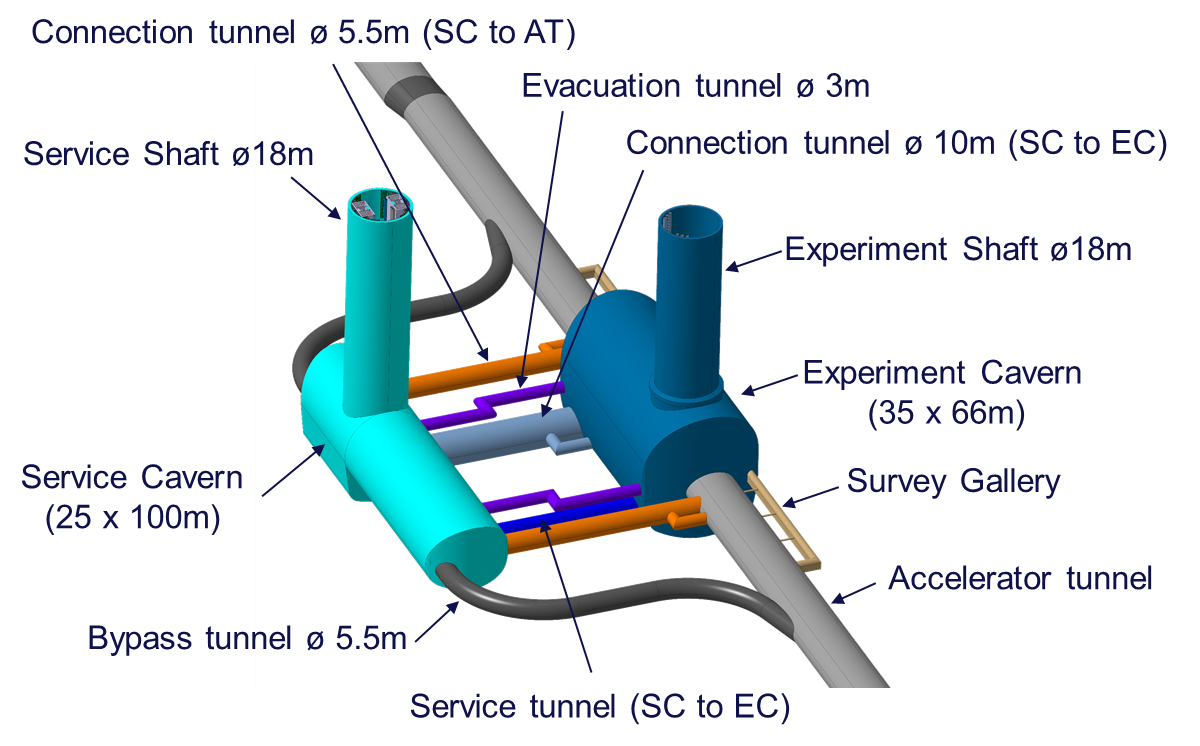 Connection tunnel ø 5.5m (SC to AT)
Evacuation tunnel ø 3m
Connection tunnel ø 10m (SC to EC)
Service Shaft ø18m
Experiment Shaft ø18m
Experiment Cavern
(35 x 66m)
Service Cavern
(25 x 100m)
Survey Gallery
Accelerator tunnel
Bypass tunnel ø 5.5m
Service tunnel (SC to EC)